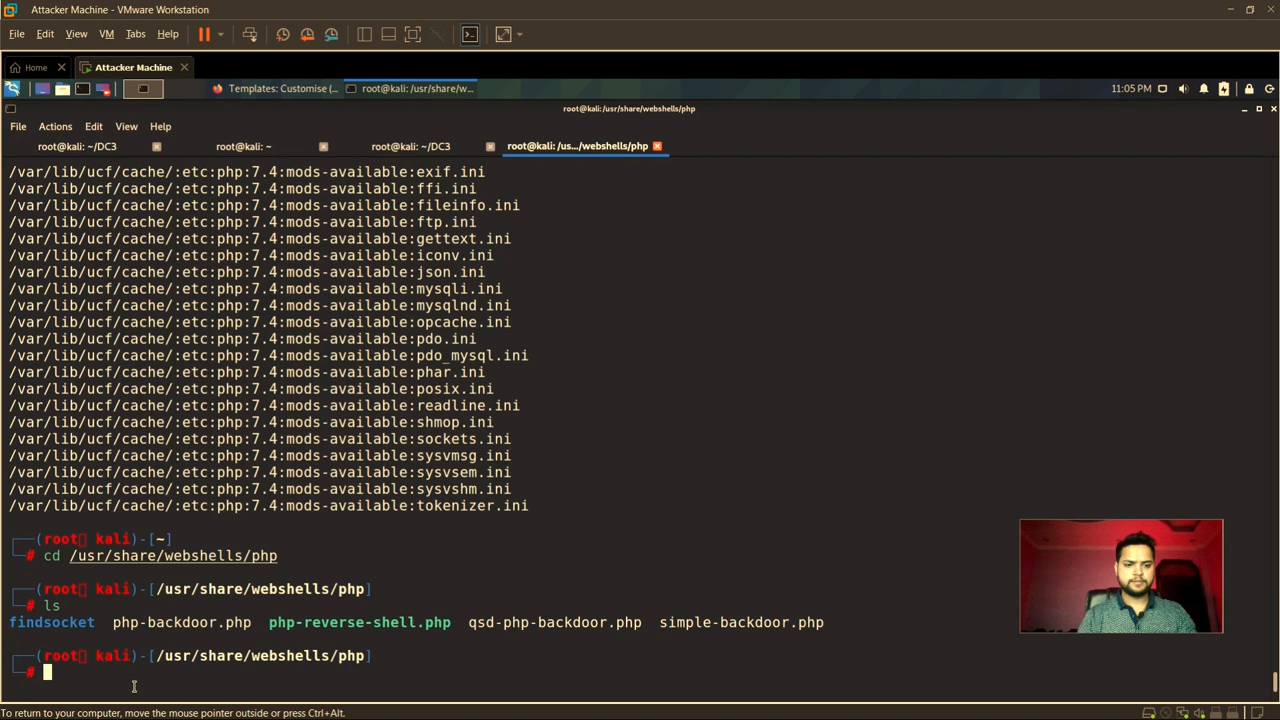 Attacker Machine - VMware Workstation
File Edit View VM Tabs Help
Home Attacker Machine
Templates: Customise (... root@kali: /usr/share/w... 11:05 PM
root@kali: /usr/share/webshells/php
File Actions Edit View Help
root@kali: ~/DC3 root@kali: ~ root@kali: ~/DC3 root@kali: /us.../webshells/php
/var/lib/ucf/cache/:etc:php:7.4:mods-available:exif.ini
/var/lib/ucf/cache/:etc:php:7.4:mods-available:ffi.ini
/var/lib/ucf/cache/:etc:php:7.4:mods-available:fileinfo.ini
/var/lib/ucf/cache/:etc:php:7.4:mods-available:ftp.ini
/var/lib/ucf/cache/:etc:php:7.4:mods-available:gettext.ini
/var/lib/ucf/cache/:etc:php:7.4:mods-available:iconv.ini
/var/lib/ucf/cache/:etc:php:7.4:mods-available:json.ini
/var/lib/ucf/cache/:etc:php:7.4:mods-available:mysqli.ini
/var/lib/ucf/cache/:etc:php:7.4:mods-available:mysqlnd.ini
/var/lib/ucf/cache/:etc:php:7.4:mods-available:opcache.ini
/var/lib/ucf/cache/:etc:php:7.4:mods-available:pdo.ini
/var/lib/ucf/cache/:etc:php:7.4:mods-available:pdo_mysql.ini
/var/lib/ucf/cache/:etc:php:7.4:mods-available:phar.ini
/var/lib/ucf/cache/:etc:php:7.4:mods-available:posix.ini
/var/lib/ucf/cache/:etc:php:7.4:mods-available:readline.ini
/var/lib/ucf/cache/:etc:php:7.4:mods-available:shmop.ini
/var/lib/ucf/cache/:etc:php:7.4:mods-available:sockets.ini
/var/lib/ucf/cache/:etc:php:7.4:mods-available:sysvmsg.ini
/var/lib/ucf/cache/:etc:php:7.4:mods-available:sysvsem.ini
/var/lib/ucf/cache/:etc:php:7.4:mods-available:sysvshm.ini
/var/lib/ucf/cache/:etc:php:7.4:mods-available:tokenizer.ini
(root kali)-[~]
# cd /usr/share/webshells/php
(root kali)-[/usr/share/webshells/php]
# ls
findsocket php-backdoor.php php-reverse-shell.php qsd-php-backdoor.php simple-backdoor.php
(root kali)-[/usr/share/webshells/php]
#
To return to your computer, move the mouse pointer outside or press Ctrl+Alt.